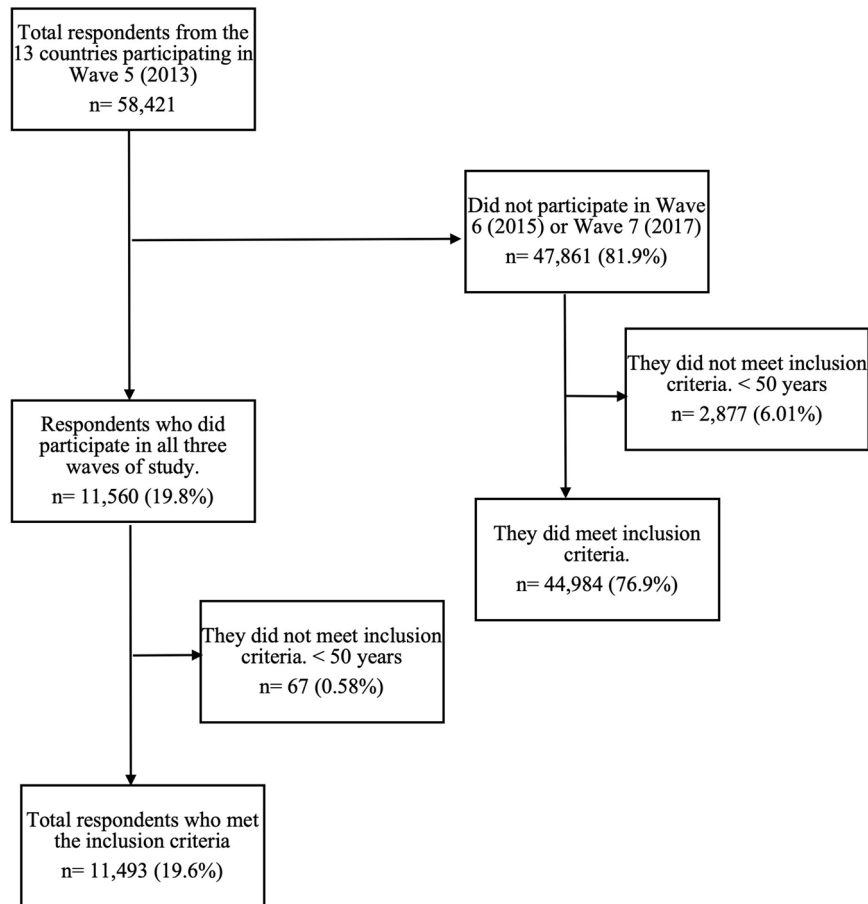 Total respondents from the
13 countries participating in
Wave 5 (2013)
n= 58,421
Did not participate in Wave
6 (2015) or Wave 7 (2017)
n= 47,861 (81.9%)
They did not meet inclusion
criteria. < 50 years
n= 2,877 (6.01%)
Respondents who did
participate in all three
waves of study.
n= 11,560 (19.8%)
They did meet inclusion
criteria.
n= 44,984 (76.9%)
They did not meet inclusion
criteria. < 50 years
n= 67 (0.58%)
Total respondents who met
the inclusion criteria
n= 11,493 (19.6%)